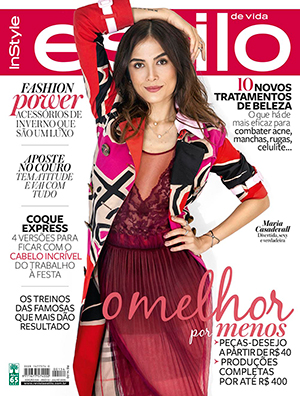 InStyle
estilo
de vida
FASHION
power
ACESSÓRIOS DE
INVERNO QUE
SÃO UM LUXO
APOSTE
NO COURO
TEM ATITUDE
E VAI COM
TUDO
COQUE
EXPRESS
4 VERSÕES PARA
FICAR COM O
CABELO INCRÍVEL
DO TRABALHO
À FESTA
OS TREINOS
DAS FAMOSAS
QUE MAIS DÃO
RESULTADO
10 NOVOS
TRATAMENTOS
DE BELEZA
O que há de
mais eficaz para
combater acne,
manchas, rugas,
celulite...
Maria
Casadevall
Divertida, sexy
e verdadeira
o melhor
por menos
PEÇAS-DESEJO
A PARTIR DE R$ 40
PRODUÇÕES
COMPLETAS
POR ATÉ R$ 400